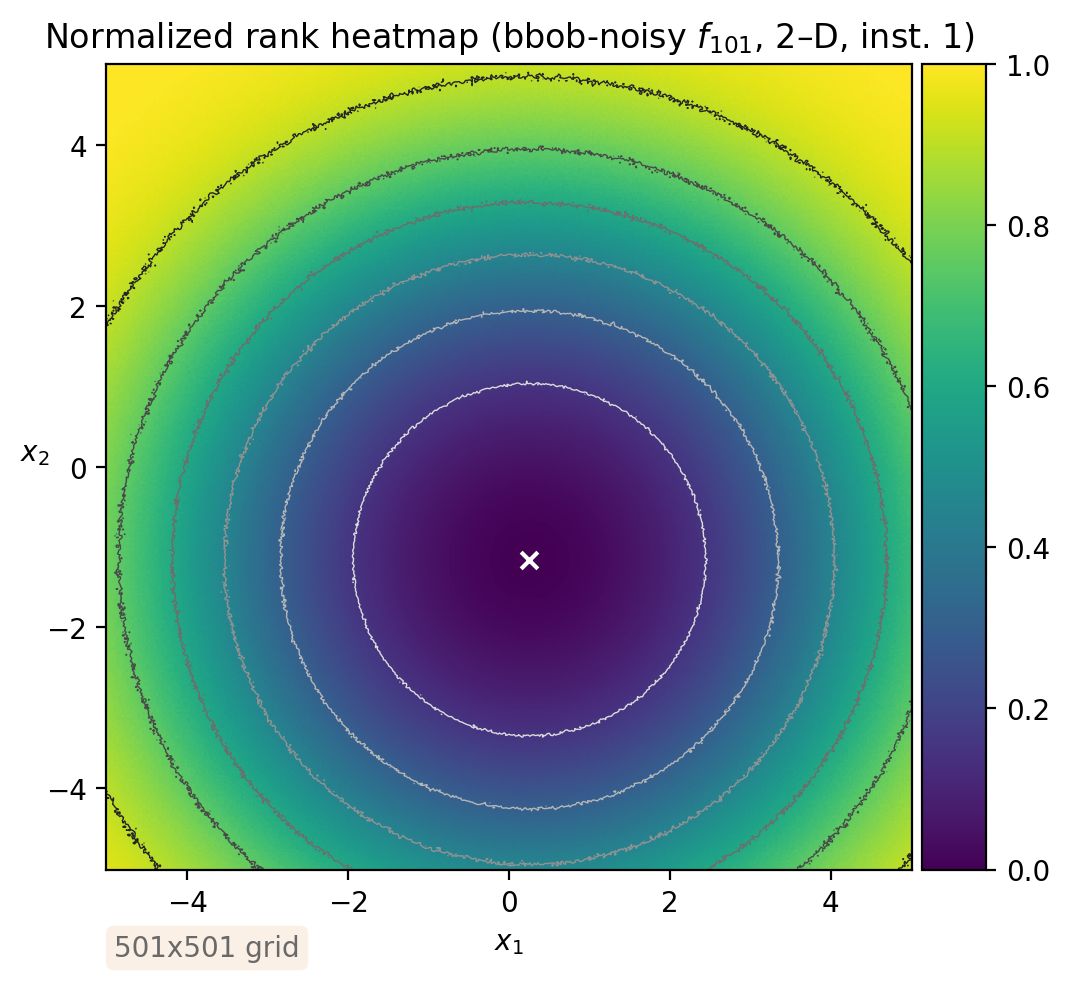 Normalized rank heatmap (bbob-noisy f₁₀₁, 2–D, inst. 1)
1.0
0.8
0.6
0.4
0.2
0.0
4
2
0
−2
−4
x₂
−4 −2 0 2 4
x₁
501x501 grid